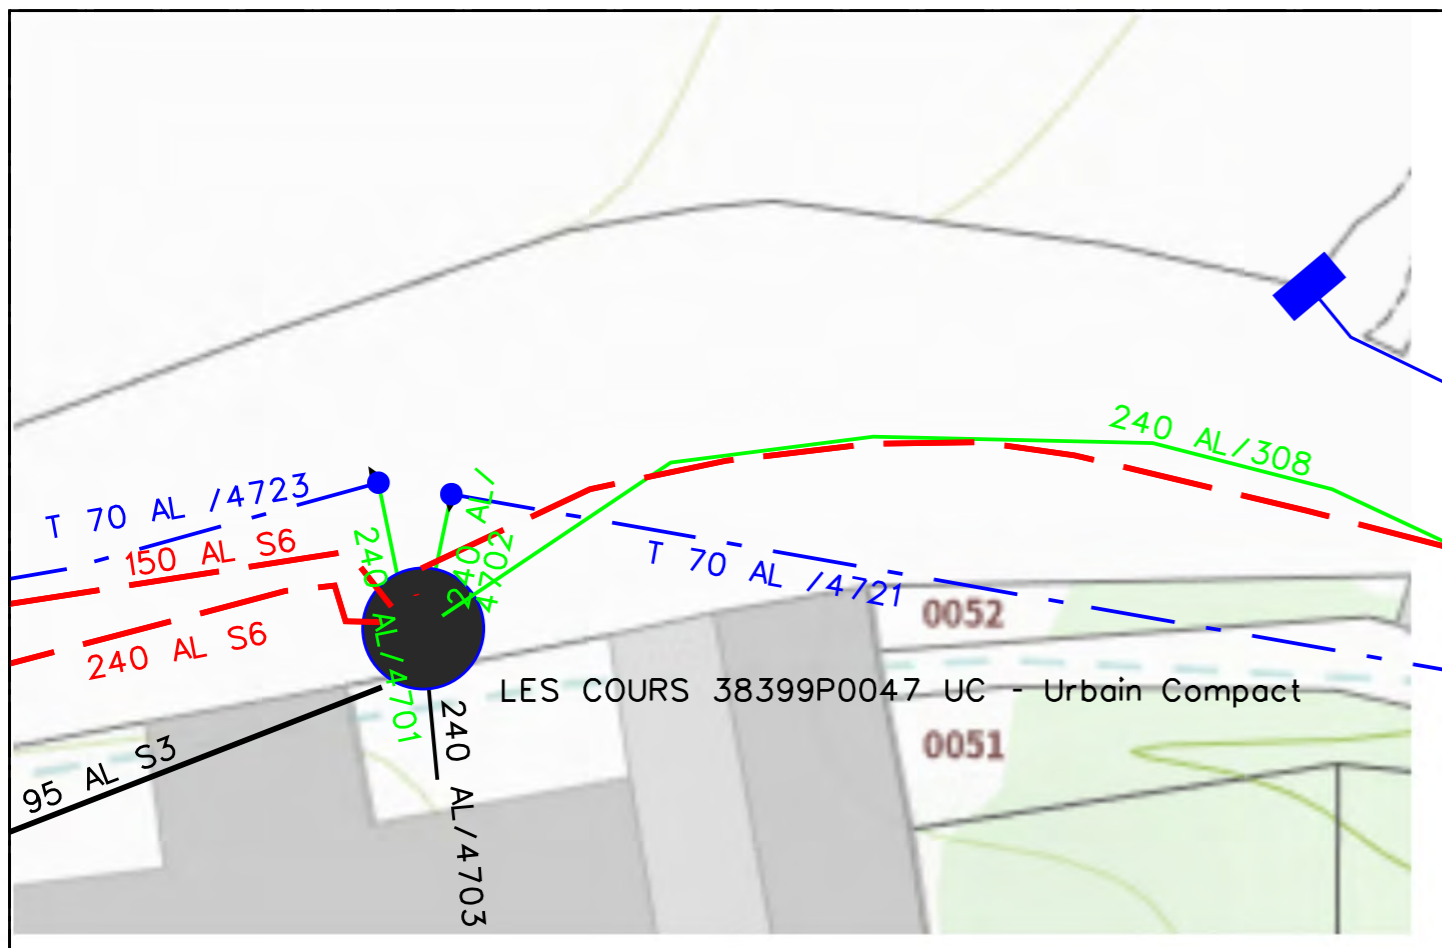 240 AL/308
T 70 AL /4723
240 AL/
4702
150 AL S6
T 70 AL /4721
240 AL S6
240 AL/4701
0052
LES COURS 38399P0047 UC - Urbain Compact
0051
95 AL S3
240 AL/4703